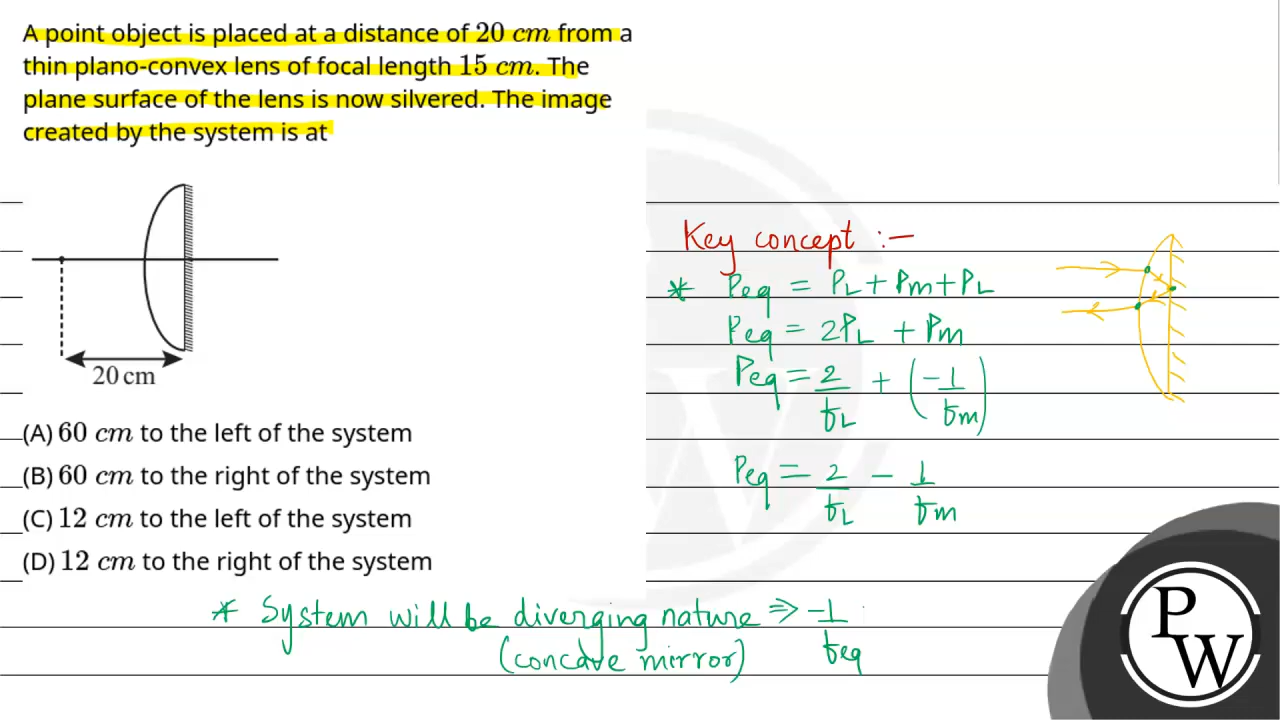 A point object is placed at a distance of 20 cm from a
thin plano-convex lens of focal length 15 cm. The
plane surface of the lens is now silvered. The image
created by the system is at
20 cm
(A) 60 cm to the left of the system
(B) 60 cm to the right of the system
(C) 12 cm to the left of the system
(D) 12 cm to the right of the system
Key concept :-
* Peq = PL + Pm + PL
Peq = 2PL + Pm
Peq = 2/fL + (-1/fm)
Peq = 2/fL - 1/fm
* System will be diverging nature ⇒ -1/feq
(concave mirror)
P
W